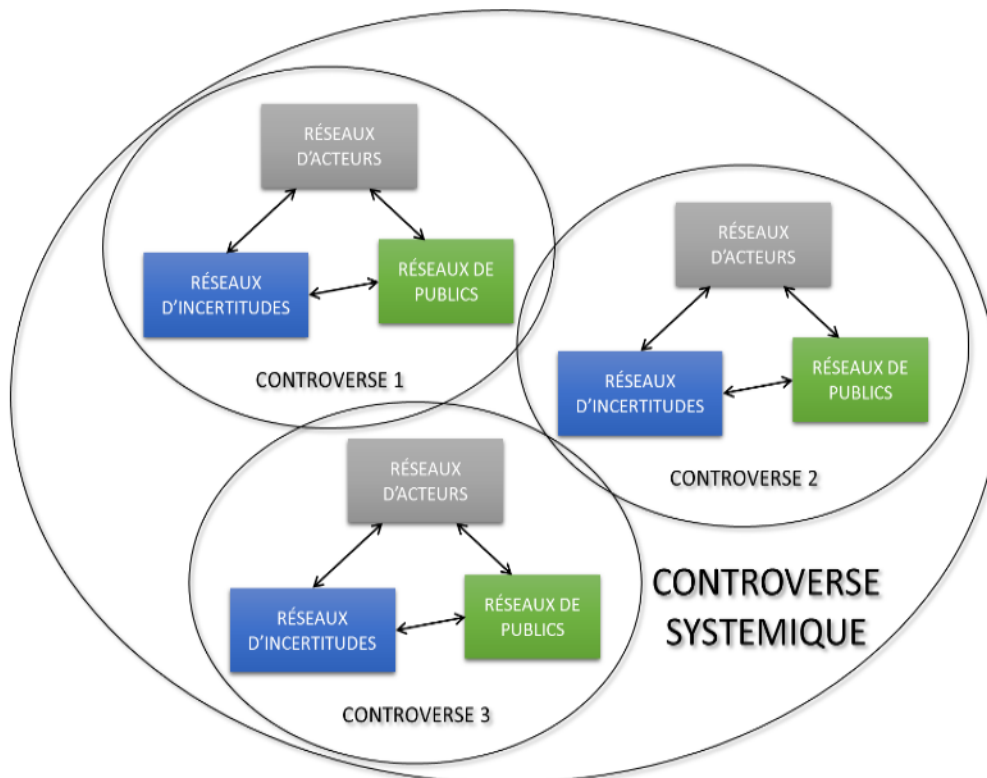 RÉSEAUX
D'ACTEURS
RÉSEAUX
D'INCERTITUDES
RÉSEAUX DE
PUBLICS
CONTROVERSE 1
RÉSEAUX
D'ACTEURS
RÉSEAUX
D'INCERTITUDES
RÉSEAUX DE
PUBLICS
CONTROVERSE 2
RÉSEAUX
D'ACTEURS
RÉSEAUX
D'INCERTITUDES
RÉSEAUX DE
PUBLICS
CONTROVERSE 3
CONTROVERSE
SYSTEMIQUE